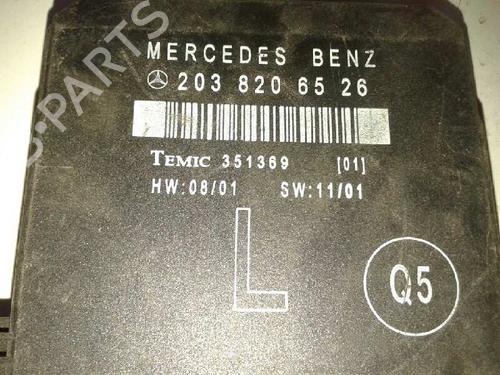 MERCEDES BENZ
203 820 65 26
TEMIC 351369 [01]
HW:08/01 SW:11/01
L
Q5
B-PARTS